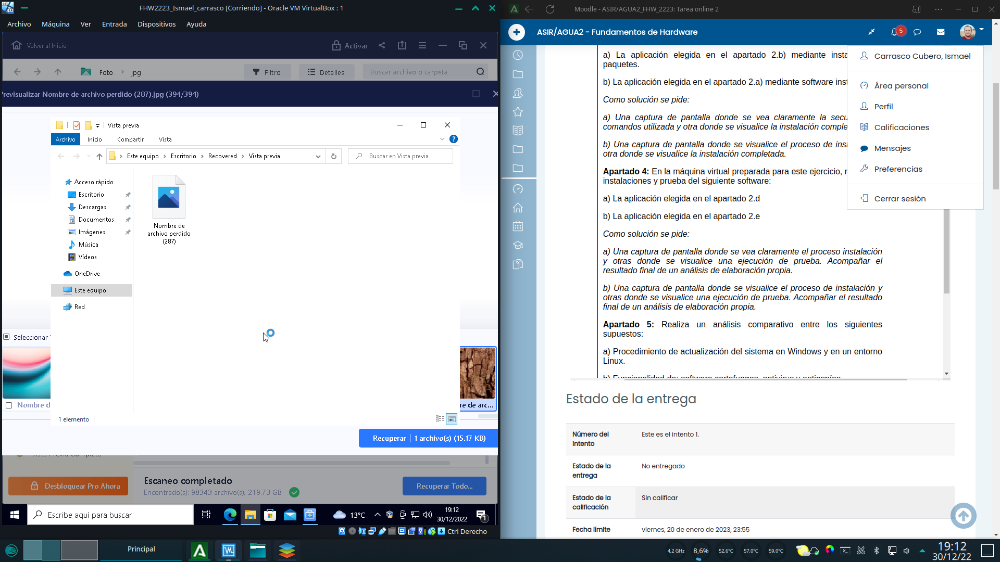 FHW2223_Ismael_carrasco [Corriendo] - Oracle VM VirtualBox : 1
Archivo Máquina Ver Entrada Dispositivos Ayuda
Volver al Inicio
Activar
Foto jpg
Filtro
Detalles
Buscar archivo o carpeta
Previsualizar Nombre de archivo perdido (287).jpg (394/394)
Vista previa
Archivo Inicio Compartir Vista
Este equipo Escritorio Recovered Vista previa
Buscar en Vista previa
Acceso rápido
Escritorio
Descargas
Documentos
Imágenes
Música
Vídeos
OneDrive
Este equipo
Red
Nombre de
archivo perdido
(287)
Seleccionar
Nombre d
re de arc...
1 elemento
Recuperar 1 archivo(s) (15.17 KB)
Desbloquear Pro Ahora
Escaneo completado
Encontrado(s): 98343 archivo(s), 219.73 GB
Recuperar Todo...
Escribe aquí para buscar
13°C
19:12
30/12/2022
1
Ctrl Derecho
Moodle - ASIR/AGUA2_FHW_2223: Tarea online 2
ASIR/AGUA2 - Fundamentos de Hardware
5
Carrasco Cubero, Ismael
Área personal
Perfil
Calificaciones
Mensajes
Preferencias
Cerrar sesión
a) La aplicación elegida en el apartado 2.b) mediante insta
paquetes.
b) La aplicación elegida en el apartado 2.a) mediante software inst
Como solución se pide:
a) Una captura de pantalla donde se vea claramente la secu
comandos utilizada y otra donde se visualice la instalación comple
b) Una captura de pantalla donde se visualice el proceso de inst
otra donde se visualice la instalación completada.
Apartado 4: En la máquina virtual preparada para este ejercicio, r
instalaciones y prueba del siguiente software:
a) La aplicación elegida en el apartado 2.d
b) La aplicación elegida en el apartado 2.e
Como solución se pide:
a) Una captura de pantalla donde se vea claramente el proceso instalación
y otras donde se visualice una ejecución de prueba. Acompañar el
resultado final de un análisis de elaboración propia.
b) Una captura de pantalla donde se visualice el proceso de instalación y
otras donde se visualice una ejecución de prueba. Acompañar el resultado
final de un análisis de elaboración propia.
Apartado 5: Realiza un análisis comparativo entre los siguientes
supuestos:
a) Procedimiento de actualización del sistema en Windows y en un entorno
Linux.
b) Funcionalidad de: software cortafuegos, antivirus y antiespías.
Estado de la entrega
Número del
intento
Este es el intento 1.
Estado de la
entrega
No entregado
Estado de la
calificación
Sin calificar
Fecha límite
viernes, 20 de enero de 2023, 23:55
Principal
4,2 GHz
8,6%
52,6°C
57,0°C
59,0°C
19:12
30/12/22